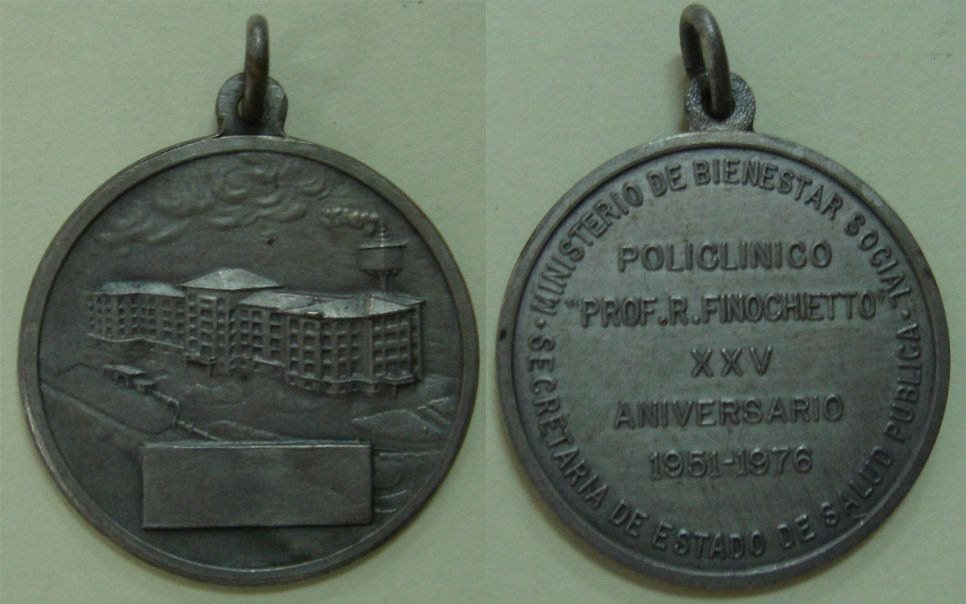 MINISTERIO DE BIENESTAR SOCIAL
POLICLINICO
"PROF. R. FINOCHIETTO"
XXV
ANIVERSARIO
1951-1976
SECRETARIA DE ESTADO DE SALUD PUBLICA